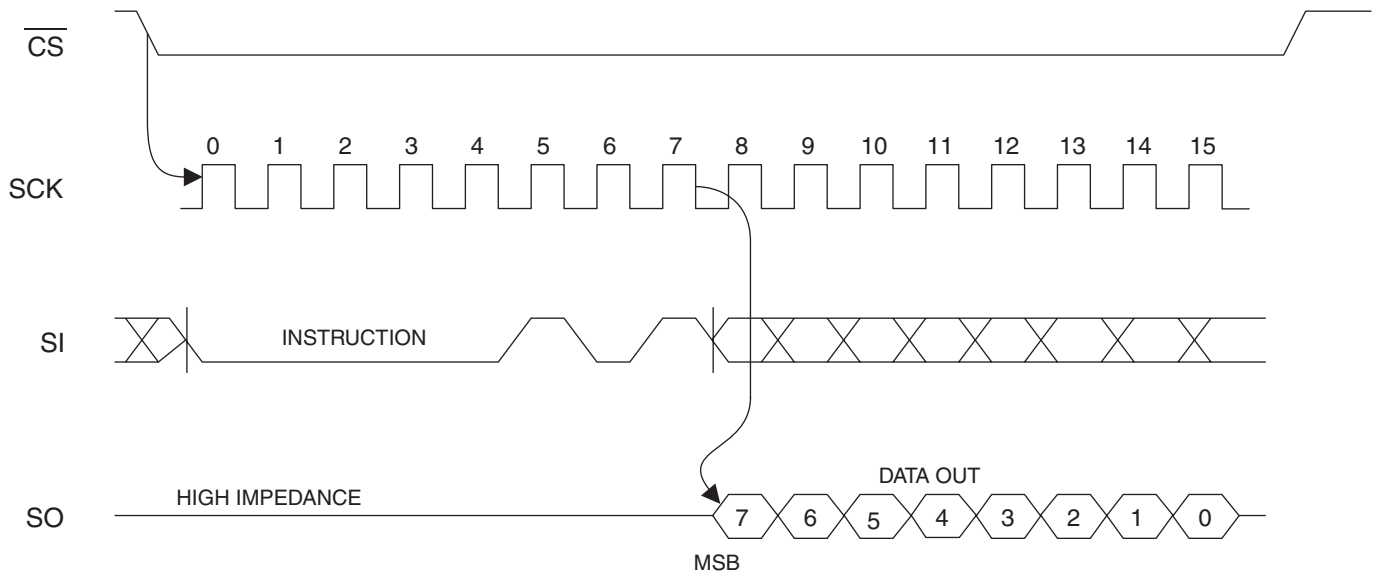 C̅S̅
0 1 2 3 4 5 6 7 8 9 10 11 12 13 14 15
SCK
SI INSTRUCTION
DATA OUT
HIGH IMPEDANCE
SO 7 6 5 4 3 2 1 0
MSB